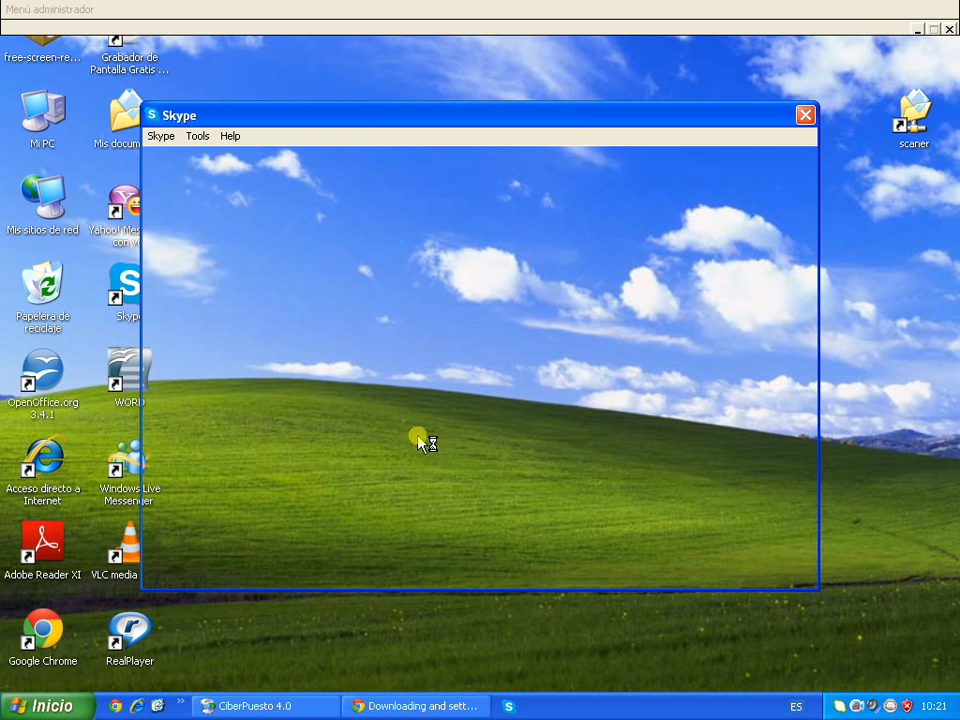 Menú administrador
free-screen-re...
Grabador de
Pantalla Gratis ...
Skype
Skype Tools Help
Mi PC
Mis docum
scaner
Mis sitios de red
Yahoo! Mes
con v
Papelera de
reciclaje
Skype
OpenOffice.org
3.4.1
WORD
Acceso directo a
Internet
Windows Live
Messenger
Adobe Reader XI
VLC media
Google Chrome
RealPlayer
Inicio
CiberPuesto 4.0
Downloading and sett...
ES
10:21